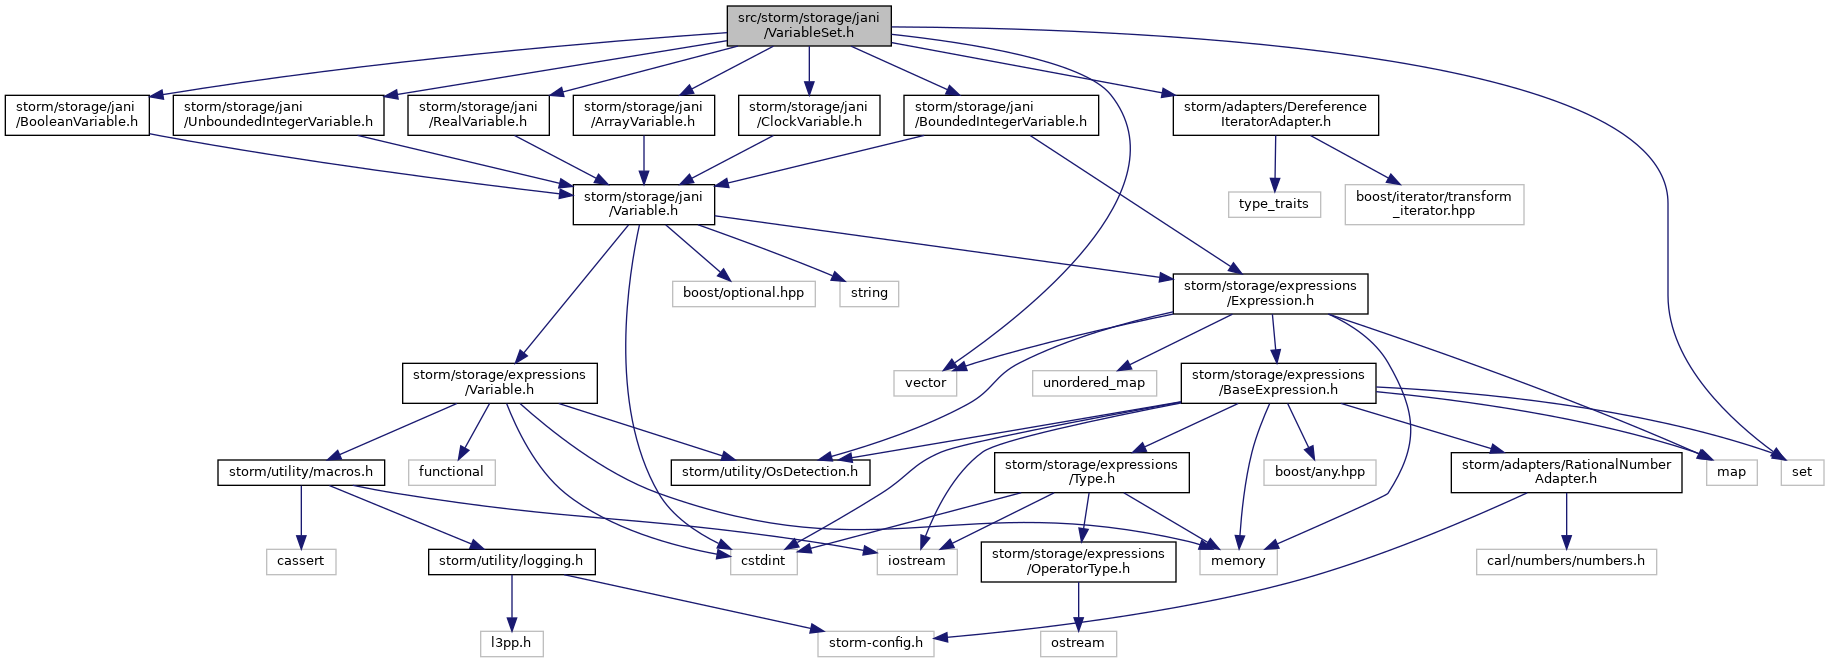 src/storm/storage/jani
/VariableSet.h
storm/storage/jani
/BooleanVariable.h
storm/storage/jani
/UnboundedIntegerVariable.h
storm/storage/jani
/RealVariable.h
storm/storage/jani
/ArrayVariable.h
storm/storage/jani
/ClockVariable.h
storm/storage/jani
/BoundedIntegerVariable.h
storm/adapters/Dereference
IteratorAdapter.h
storm/storage/jani
/Variable.h
type_traits
boost/iterator/transform
_iterator.hpp
boost/optional.hpp
string
storm/storage/expressions
/Expression.h
storm/storage/expressions
/Variable.h
vector
unordered_map
storm/storage/expressions
/BaseExpression.h
storm/utility/macros.h
functional
storm/utility/OsDetection.h
storm/storage/expressions
/Type.h
boost/any.hpp
storm/adapters/RationalNumber
Adapter.h
map
set
cassert
storm/utility/logging.h
cstdint
iostream
storm/storage/expressions
/OperatorType.h
memory
carl/numbers/numbers.h
l3pp.h
storm-config.h
ostream